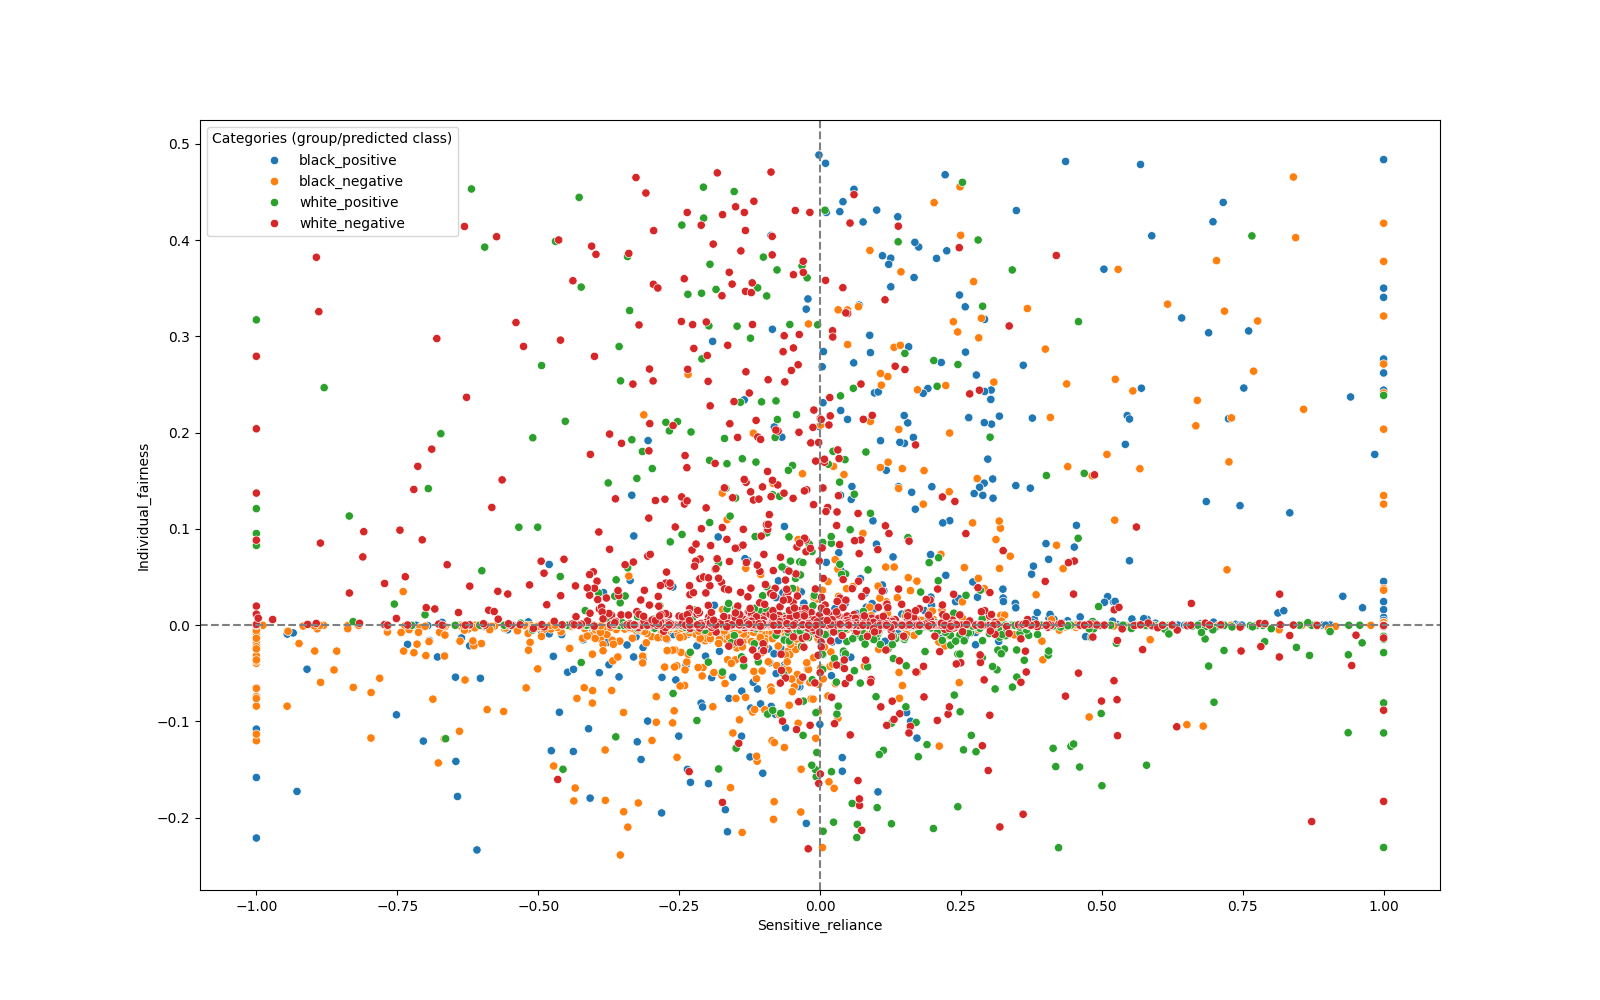 Categories (group/predicted class)
black_positive
black_negative
white_positive
white_negative
0.5
0.4
0.3
0.2
0.1
0.0
−0.1
−0.2
Individual_fairness
−1.00
−0.75
−0.50
−0.25
0.00
0.25
0.50
0.75
1.00
Sensitive_reliance